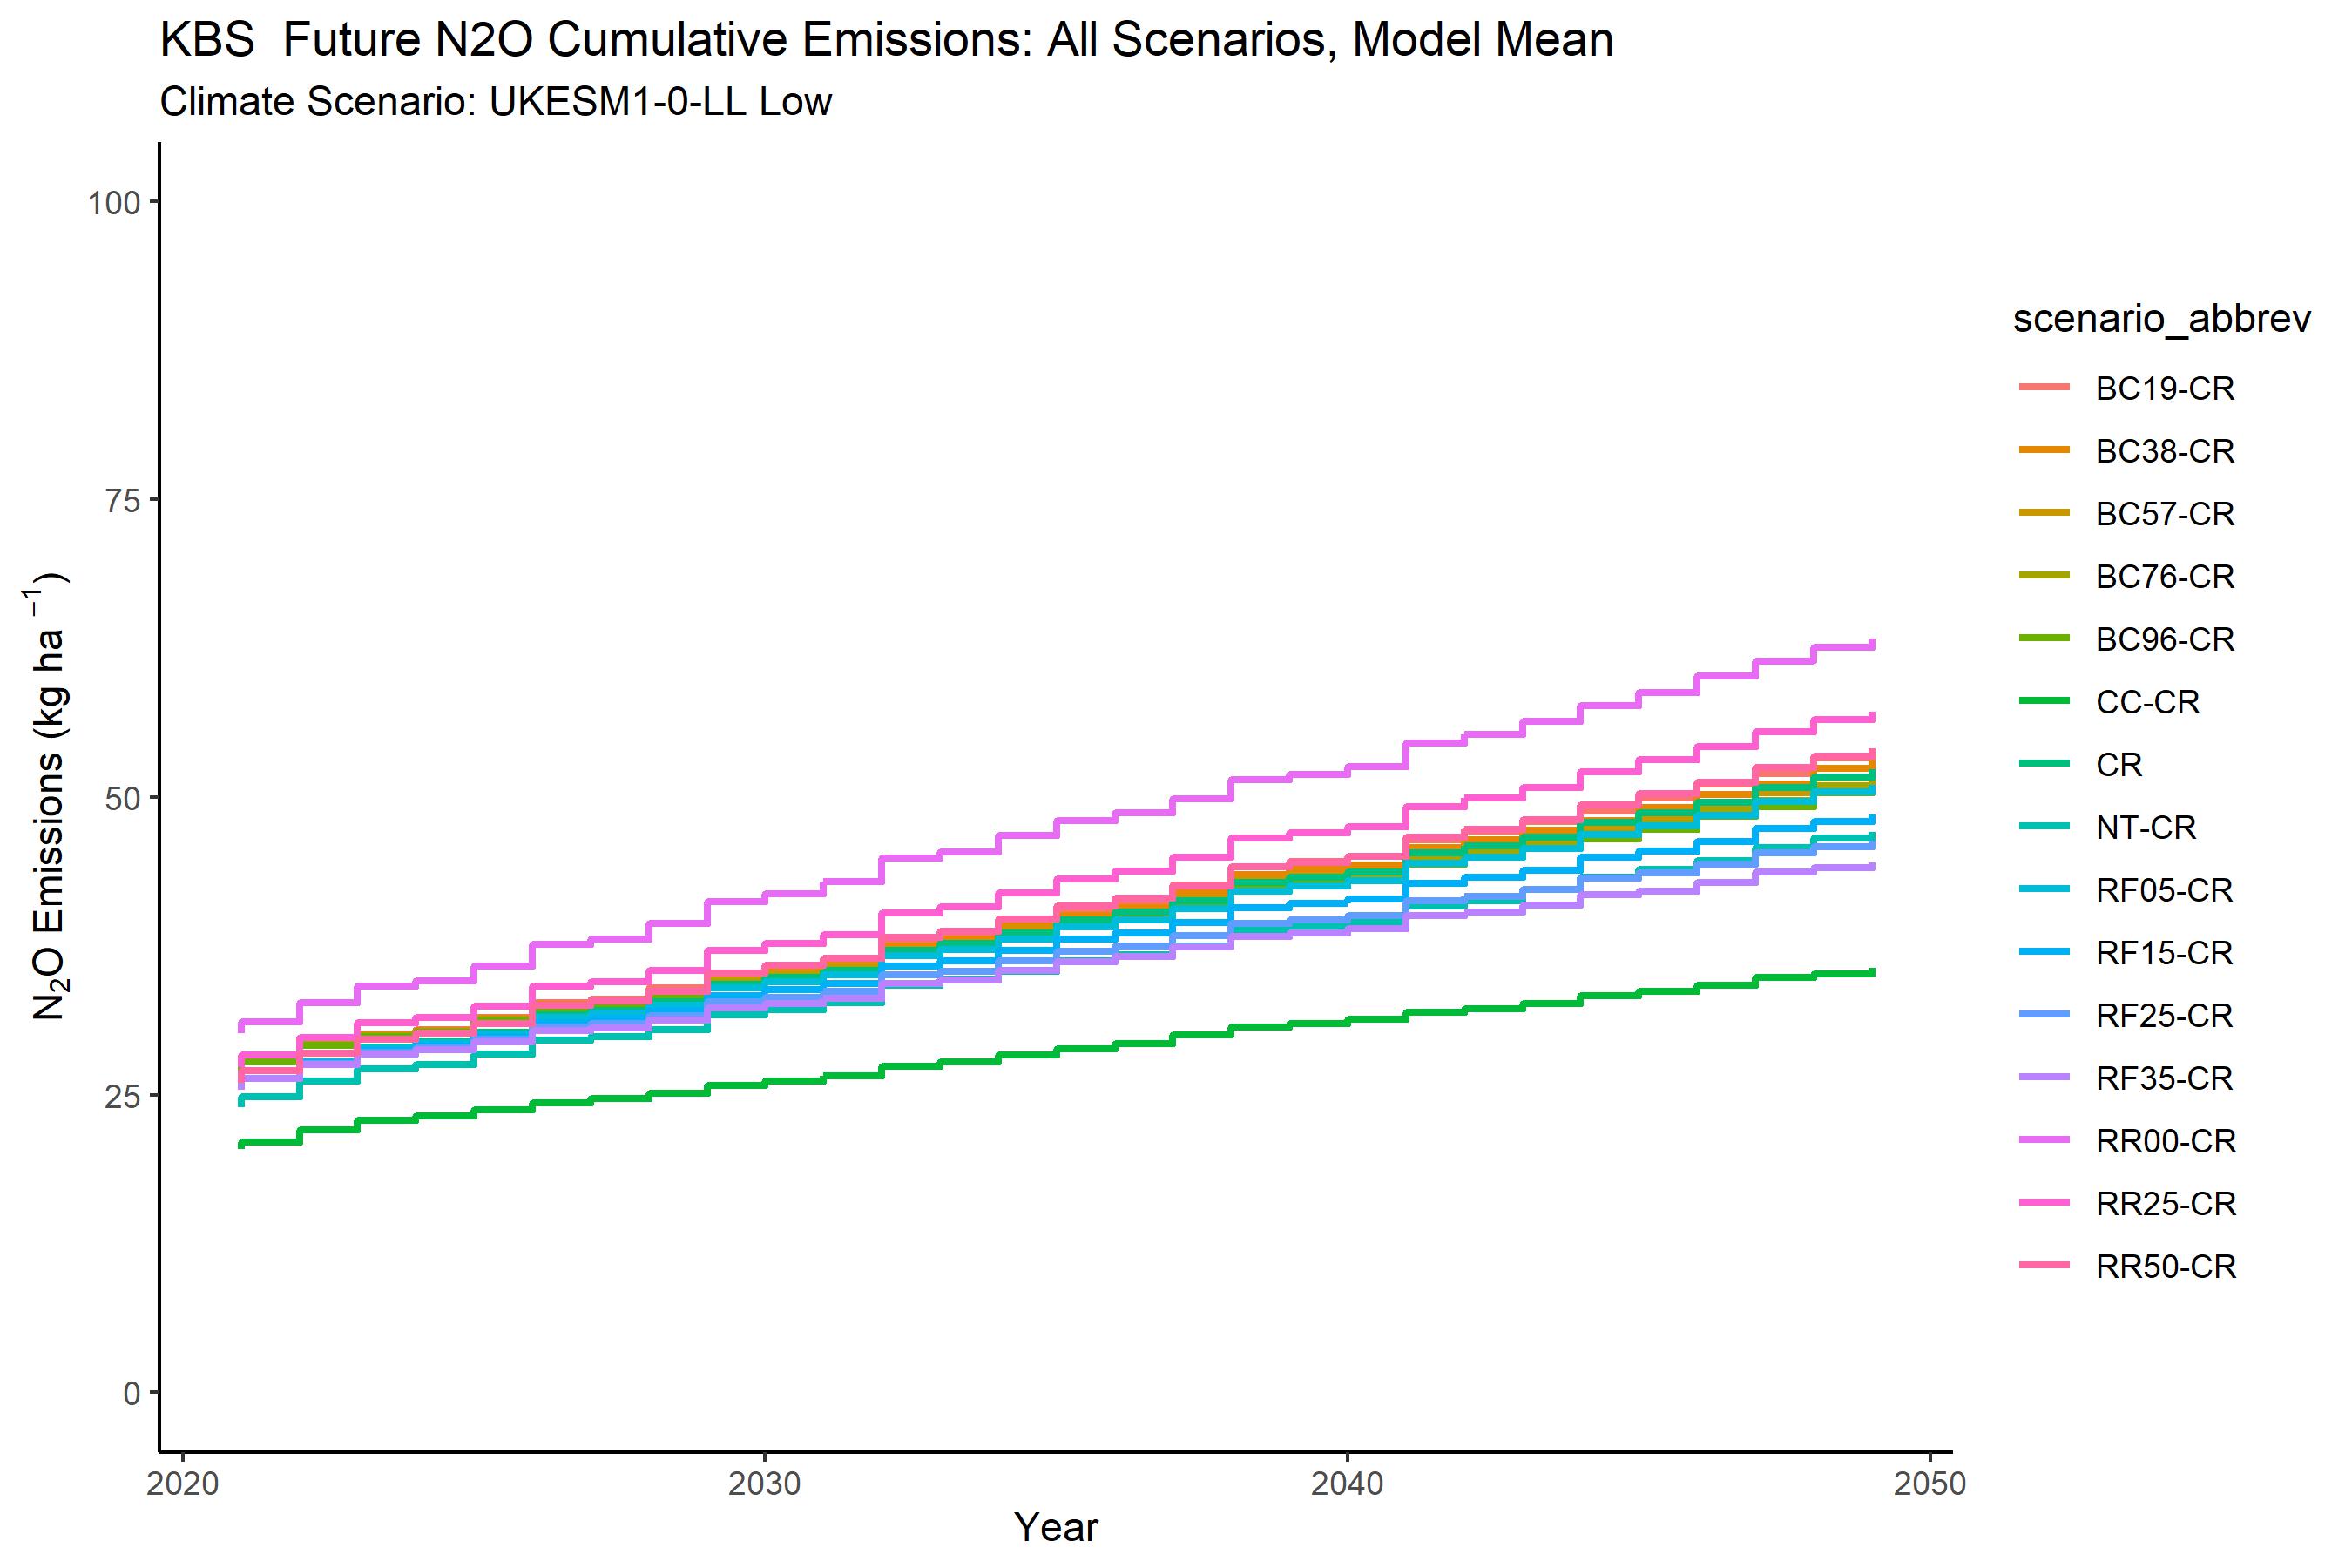 KBS  Future N2O Cumulative Emissions: All Scenarios, Model Mean
Climate Scenario: UKESM1-0-LL Low
N₂O Emissions (kg ha ⁻¹)
100
75
50
25
0
2020
2030
2040
2050
Year
scenario_abbrev
BC19-CR
BC38-CR
BC57-CR
BC76-CR
BC96-CR
CC-CR
CR
NT-CR
RF05-CR
RF15-CR
RF25-CR
RF35-CR
RR00-CR
RR25-CR
RR50-CR